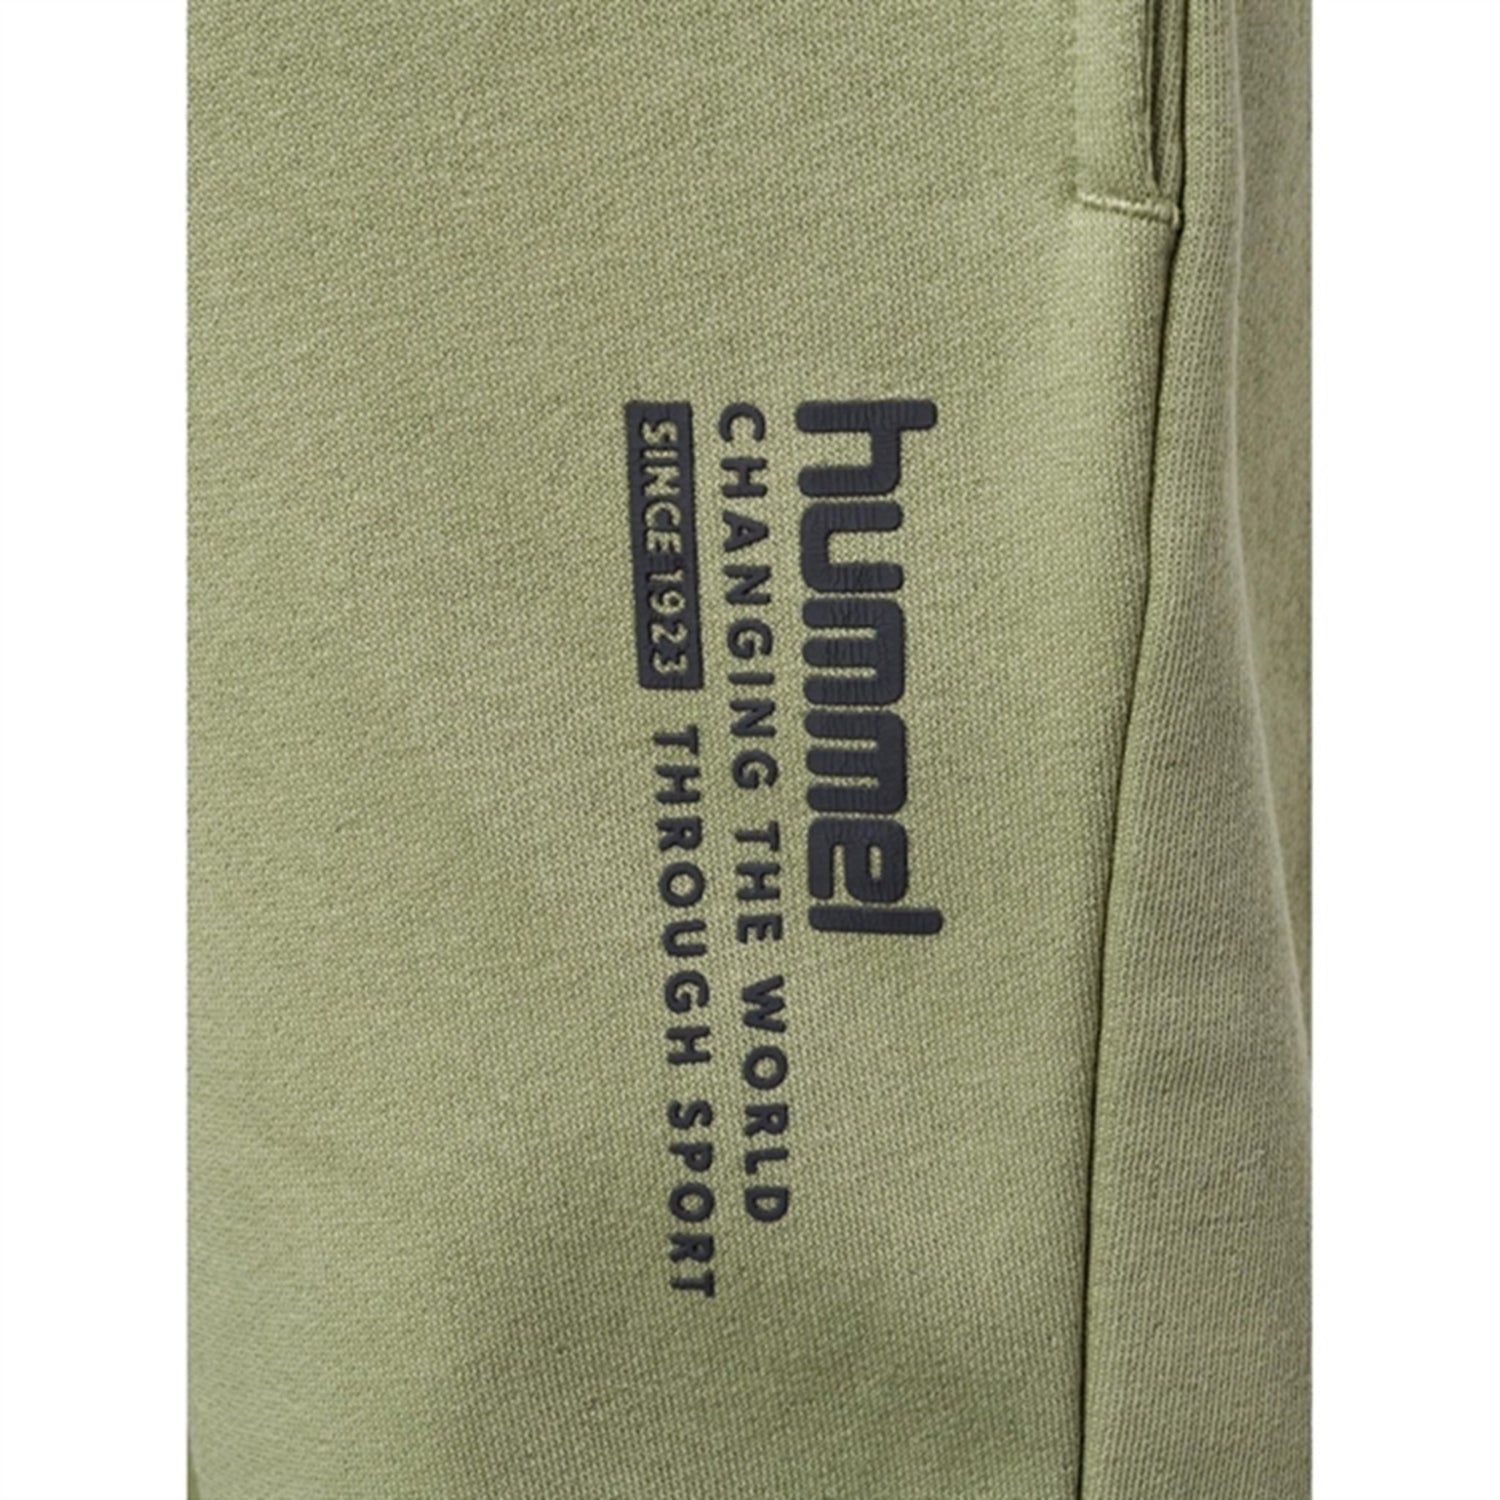 hummel
CHANGING THE WORLD
SINCE 1923 THROUGH SPORT